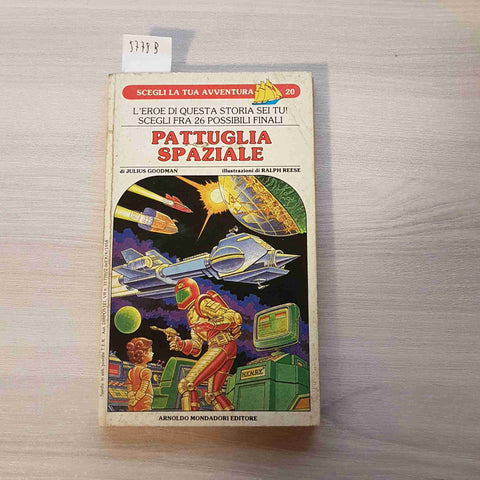 5779 B
SCEGLI LA TUA AVVENTURA 20
L'EROE DI QUESTA STORIA SEI TU!
SCEGLI FRA 26 POSSIBILI FINALI
PATTUGLIA
SPAZIALE
di JULIUS GOODMAN
illustrazioni di RALPH REESE
ARNOLDO MONDADORI EDITORE